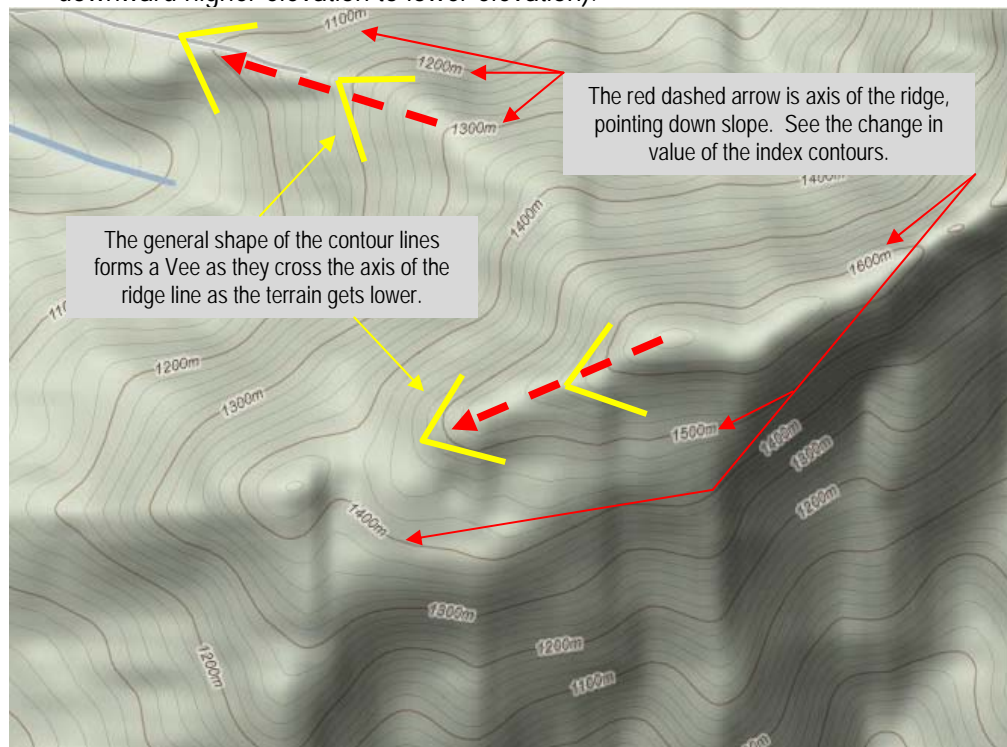 downward higher elevation to lower elevation).
1100m
1200m
1300m
The red dashed arrow is axis of the ridge,
pointing down slope. See the change in
value of the index contours.
1400m
1400m
The general shape of the contour lines
forms a Vee as they cross the axis of the
ridge line as the terrain gets lower.
1600m
1200m
1300m
1500m
1400m
1300m
1200m
1400m
1300m
1200m
1200m
1100m